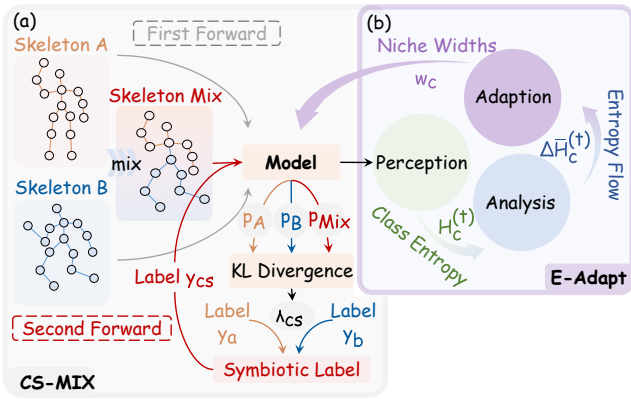 (a)
First Forward
Skeleton A
Skeleton Mix
mix
Model
Skeleton B
p_A
p_B
p_Mix
Label y_cs
KL Divergence
λ_cs
Label
y_a
Label
y_b
Second Forward
Symbiotic Label
CS-MIX
(b)
Niche Widths
w_c
Adaption
Perception
Analysis
ΔH̄_c^(t)
Entropy Flow
H_c^(t)
Class Entropy
E-Adapt